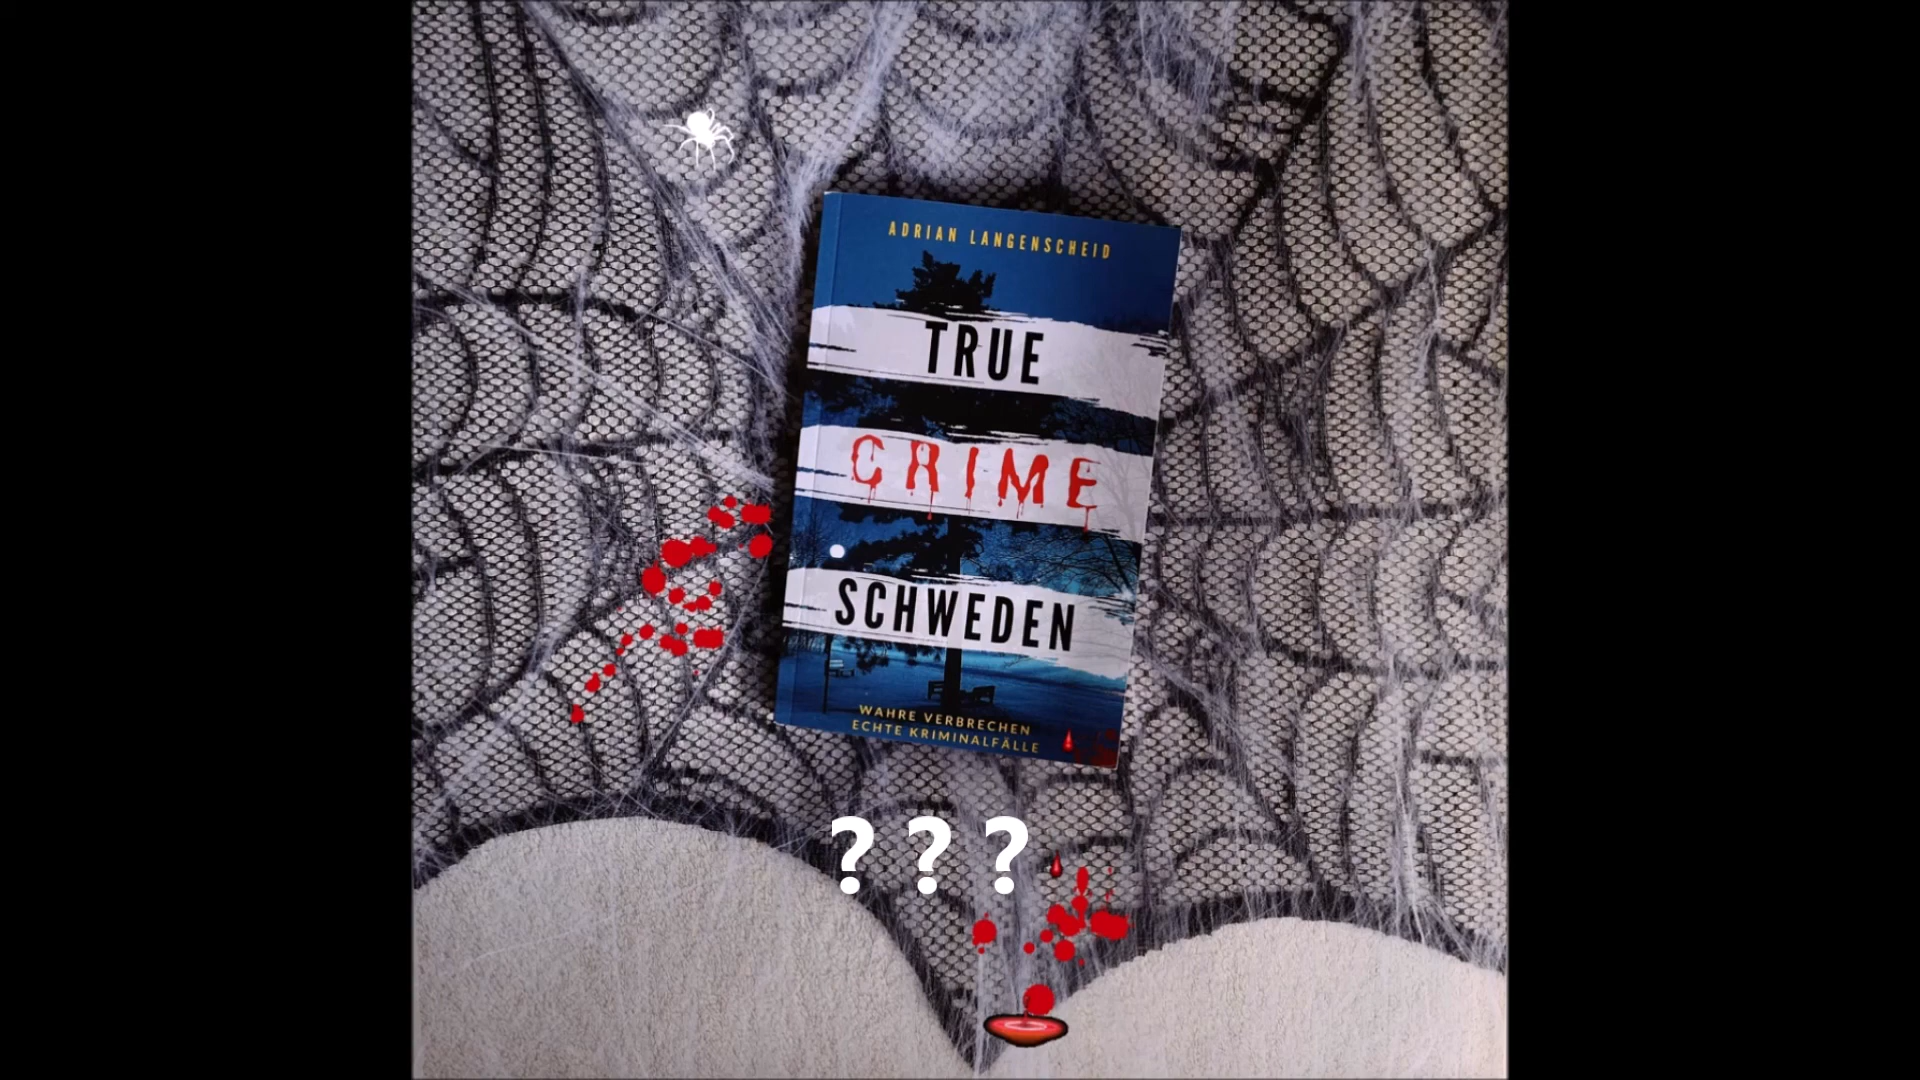 ADRIAN LANGENSCHEID
TRUE
CRIME
SCHWEDEN
WAHRE VERBRECHEN
ECHTE KRIMINALFÄLLE
? ? ?